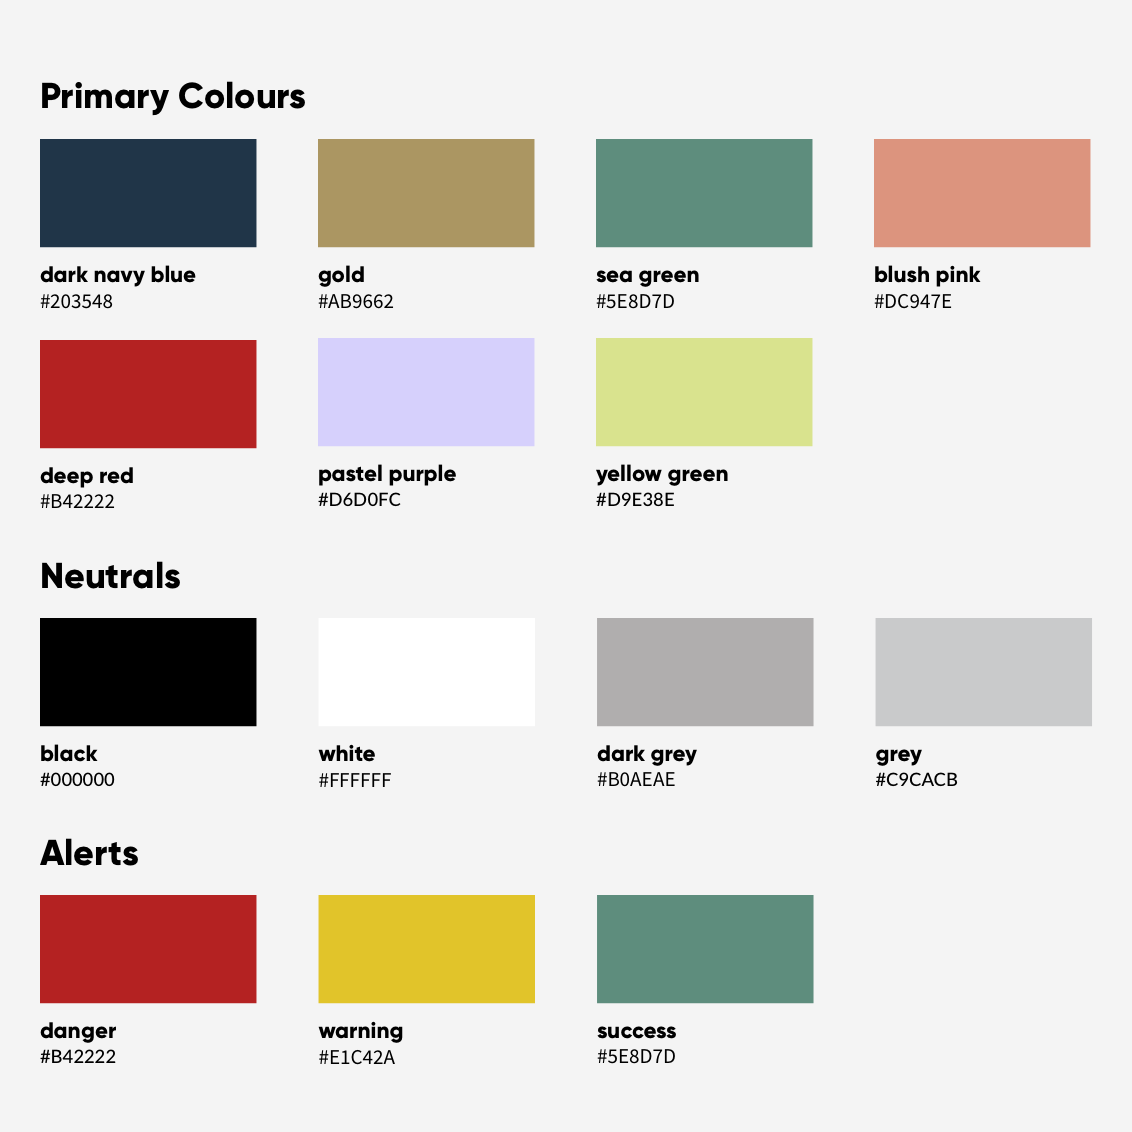 Primary Colours
dark navy blue
#203548
gold
#AB9662
sea green
#5E8D7D
blush pink
#DC947E
deep red
#B42222
pastel purple
#D6D0FC
yellow green
#D9E38E
Neutrals
black
#000000
white
#FFFFFF
dark grey
#B0AEAE
grey
#C9CACB
Alerts
danger
#B42222
warning
#E1C42A
success
#5E8D7D